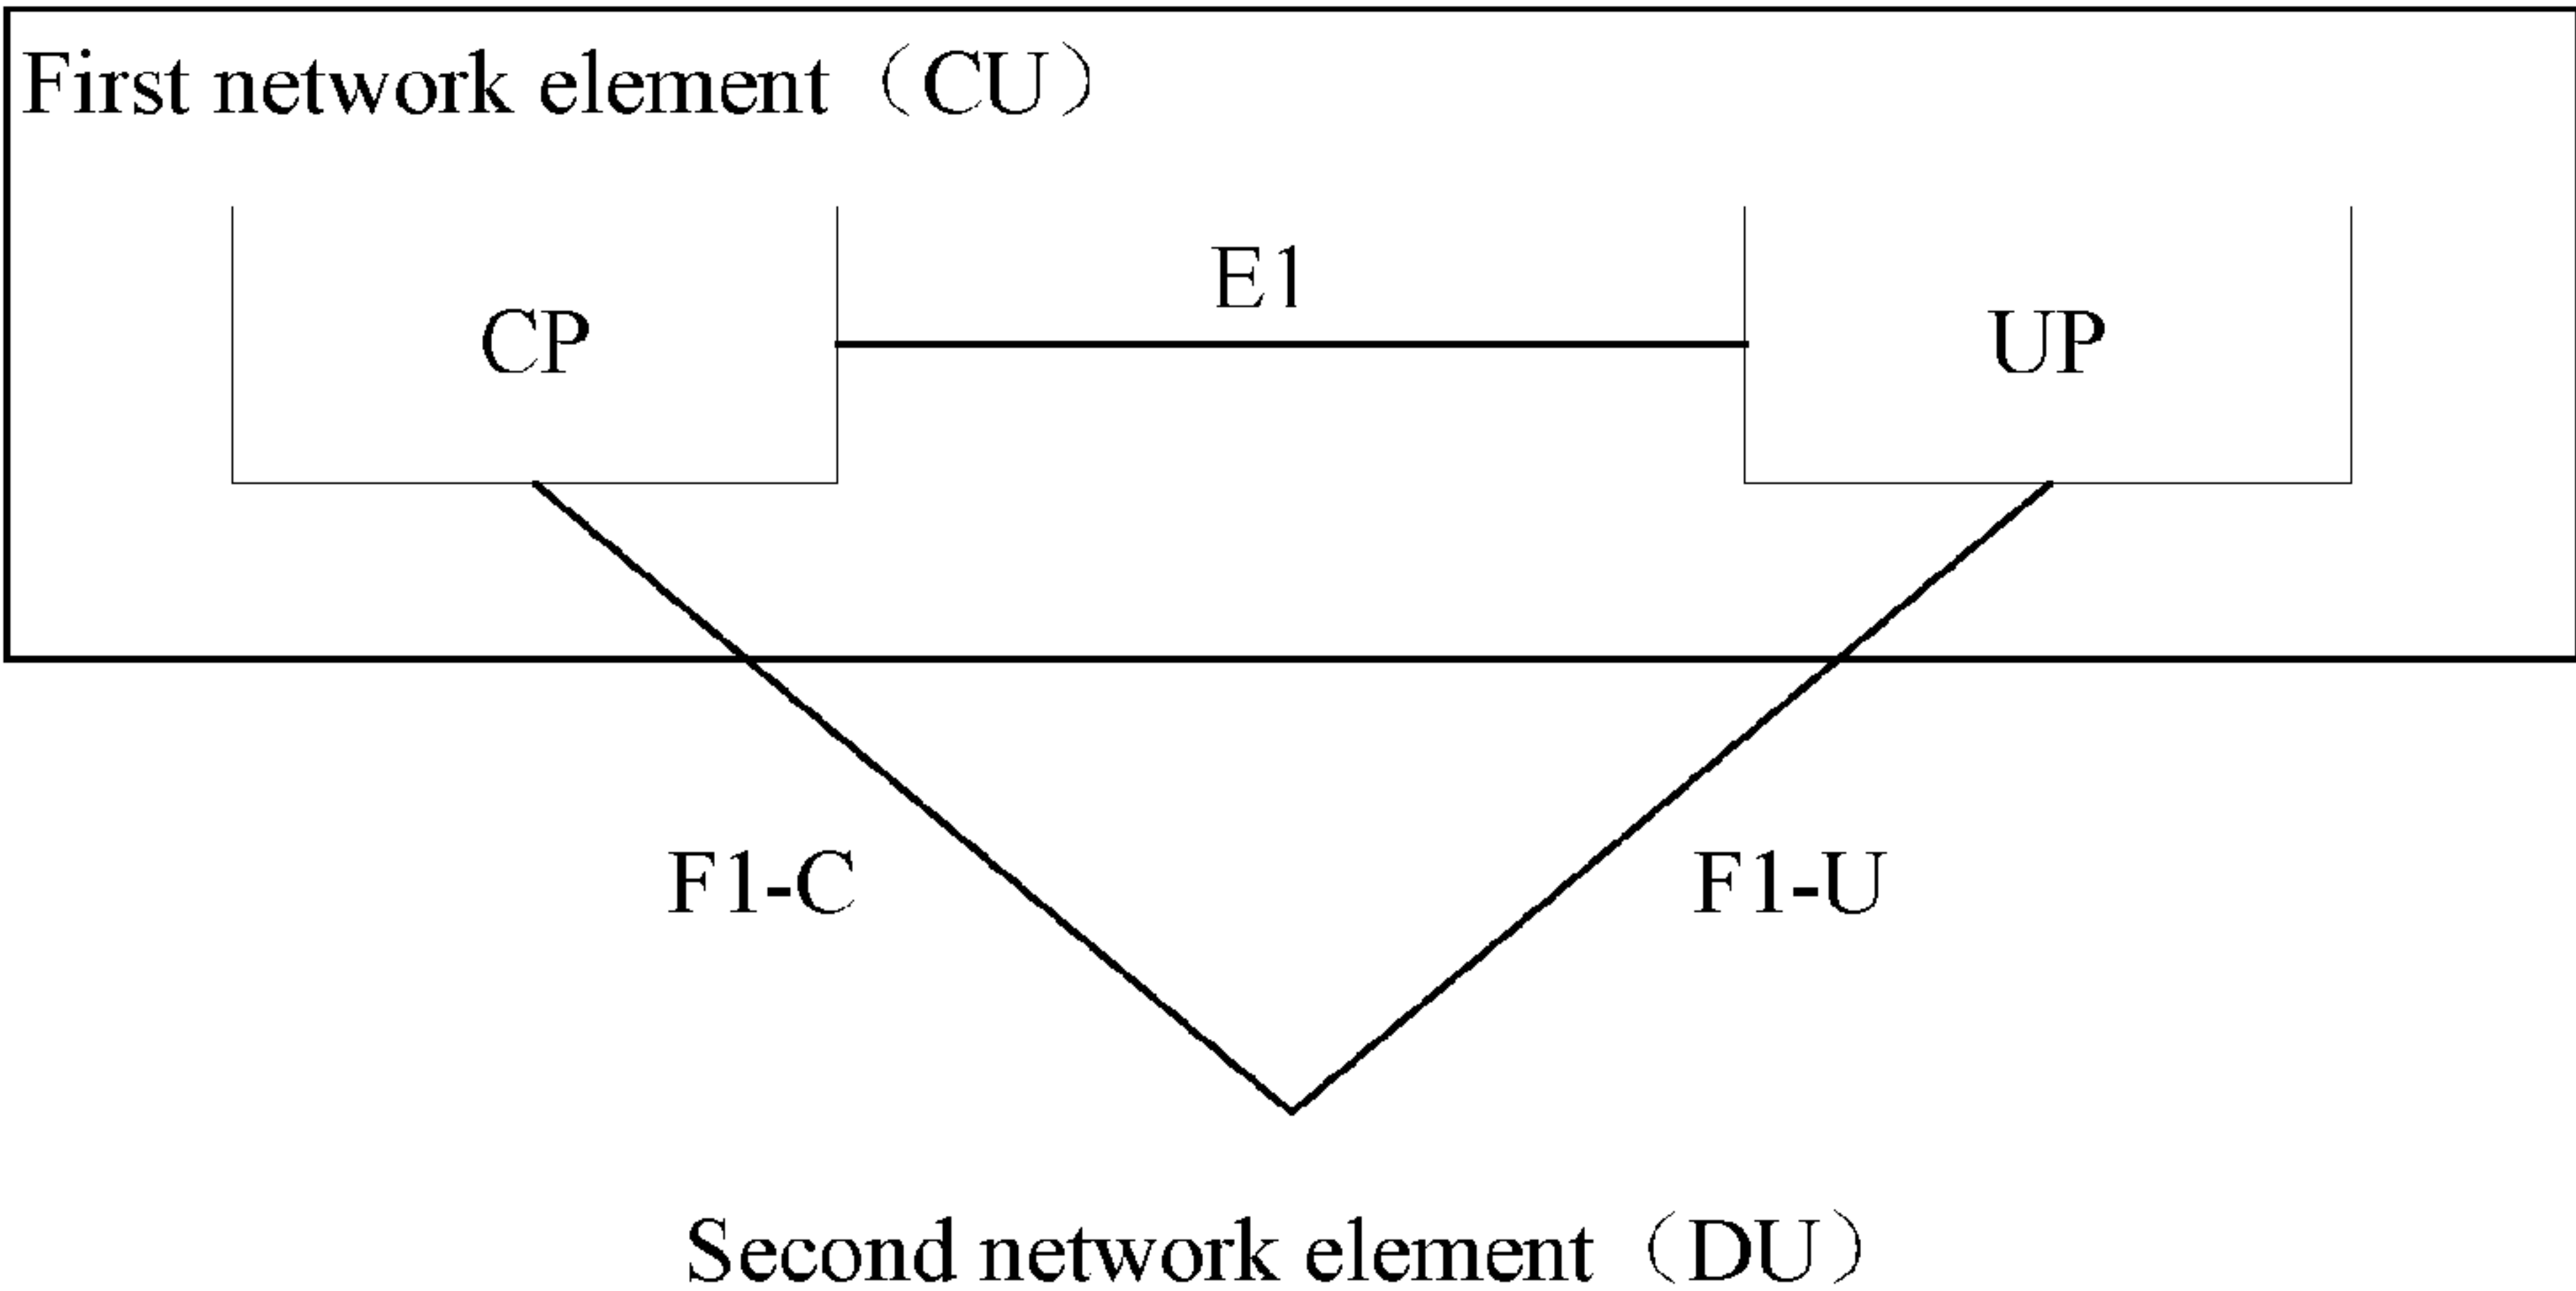 First network element（CU）
E1
CP
UP
F1-C
F1-U
Second network element（DU）